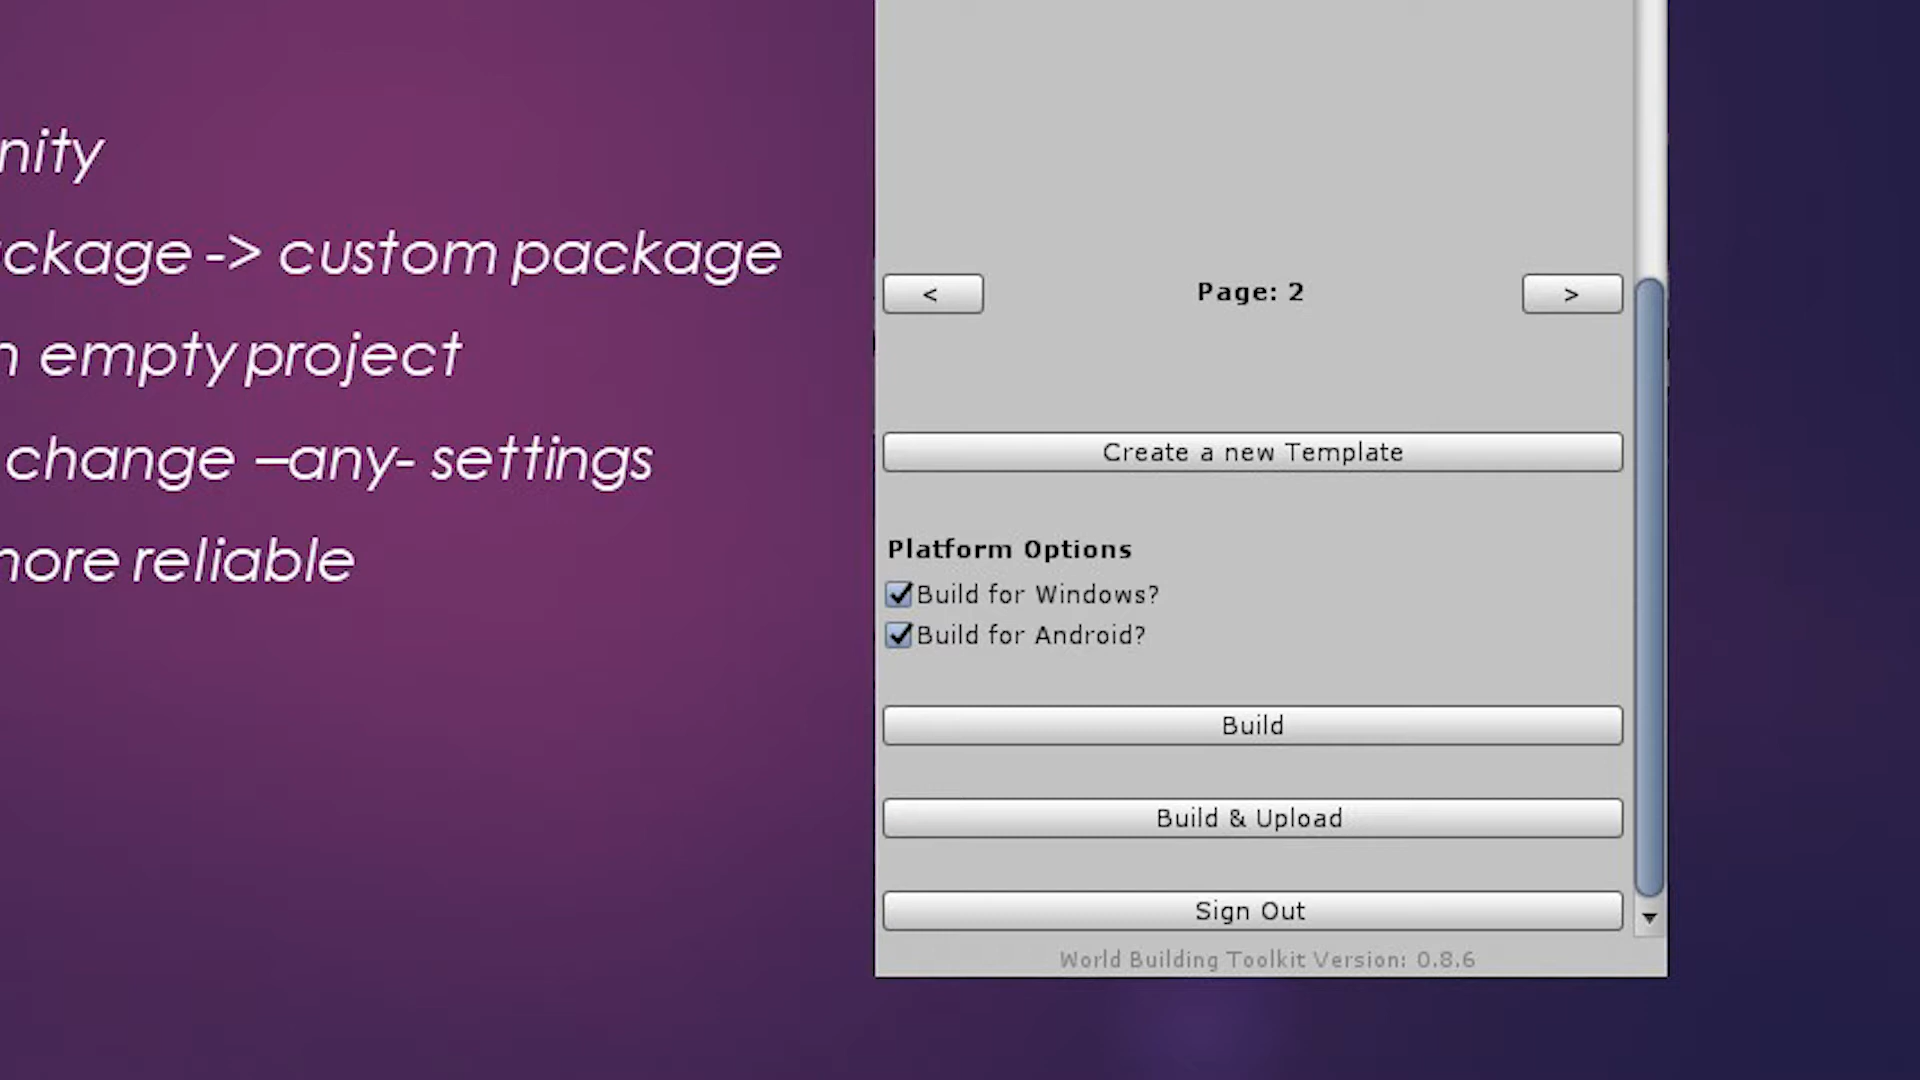 nity
ckage -> custom package
empty project
change –any- settings
more reliable
<
Page: 2
>
Create a new Template
Platform Options
Build for Windows?
Build for Android?
Build
Build & Upload
Sign Out
World Building Toolkit Version: 0.8.6